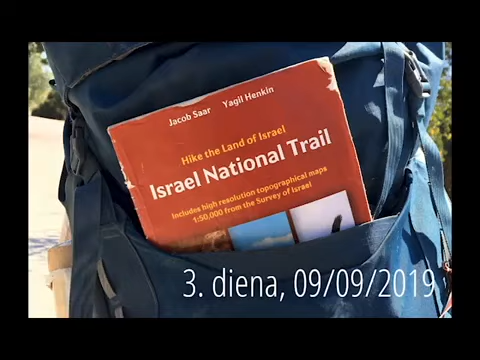 Jacob Saar Yagil Henkin
Hike the Land of Israel
Israel National Trail
Includes high resolution topographical maps
1:50,000 from the Survey of Israel
3. diena, 09/09/2019